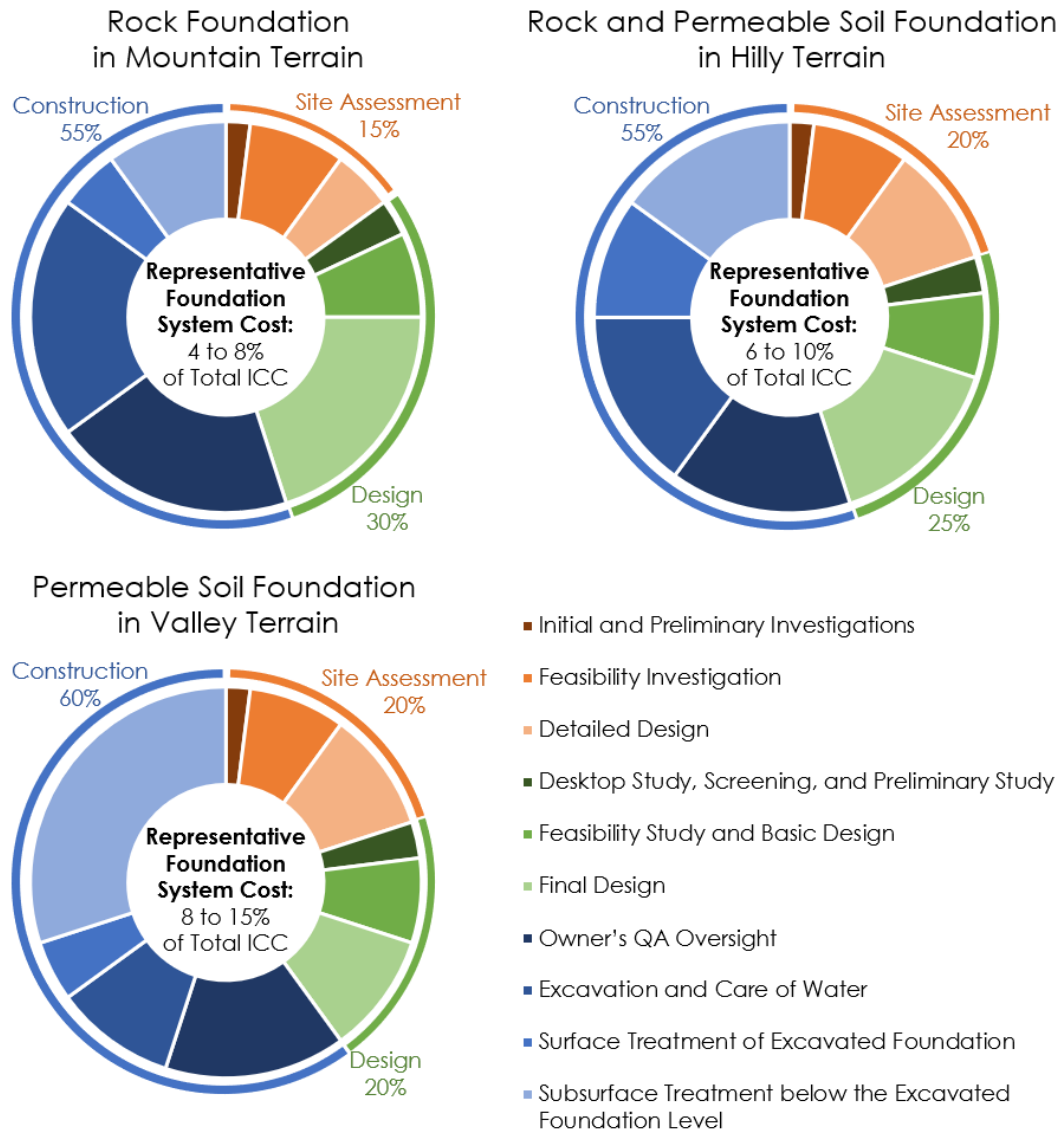 Rock Foundation
in Mountain Terrain
Construction
55%
Site Assessment
15%
Representative
Foundation
System Cost:
4 to 8%
of Total ICC
Design
30%
Rock and Permeable Soil Foundation
in Hilly Terrain
Construction
55%
Site Assessment
20%
Representative
Foundation
System Cost:
6 to 10%
of Total ICC
Design
25%
Permeable Soil Foundation
in Valley Terrain
Construction
60%
Site Assessment
20%
Representative
Foundation
System Cost:
8 to 15%
of Total ICC
Design
20%
Initial and Preliminary Investigations
Feasibility Investigation
Detailed Design
Desktop Study, Screening, and Preliminary Study
Feasibility Study and Basic Design
Final Design
Owner’s QA Oversight
Excavation and Care of Water
Surface Treatment of Excavated Foundation
Subsurface Treatment below the Excavated
Foundation Level